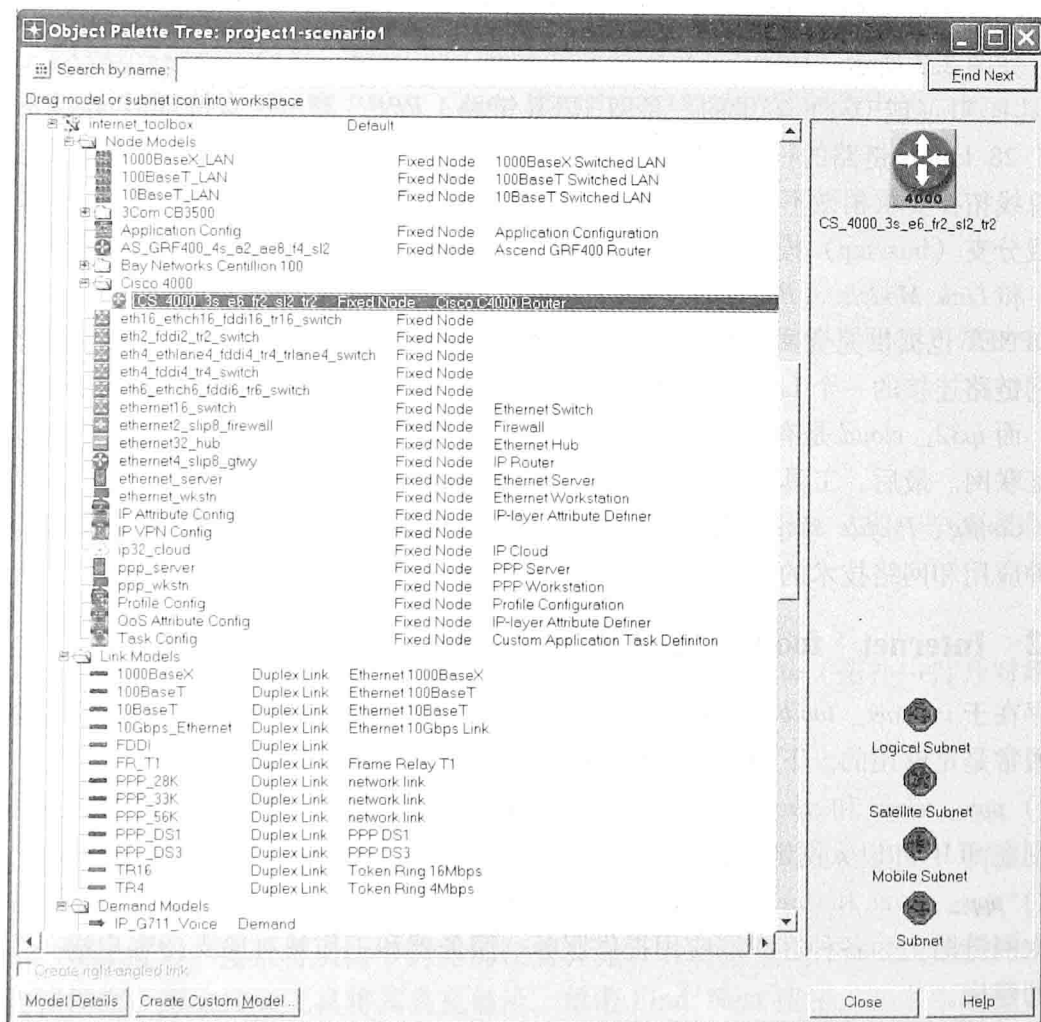 Object Palette Tree: project1-scenario1
Search by name:
Find Next
Drag model or subnet icon into workspace
internet_toolbox Default
Node Models
1000BaseX_LAN Fixed Node 1000BaseX Switched LAN
100BaseT_LAN Fixed Node 100BaseT Switched LAN
10BaseT_LAN Fixed Node 10BaseT Switched LAN
3Com CB3500
Application Config Fixed Node Application Configuration
AS_GRF400_4s_a2_ae8_f4_sl2 Fixed Node Ascend GRF400 Router
Bay Networks Centillion 100
Cisco 4000
CS_4000_3s_e6_fr2_sl2_tr2 Fixed Node Cisco C4000 Router
eth16_ethch16_fddi16_tr16_switch Fixed Node
eth2_fddi2_tr2_switch Fixed Node
eth4_ethlane4_fddi4_tr4_trlane4_switch Fixed Node
eth4_fddi4_tr4_switch Fixed Node
eth6_ethch6_fddi6_tr6_switch Fixed Node
ethernet16_switch Fixed Node Ethernet Switch
ethernet2_slip8_firewall Fixed Node Firewall
ethernet32_hub Fixed Node Ethernet Hub
ethernet4_slip8_gtwy Fixed Node IP Router
ethernet_server Fixed Node Ethernet Server
ethernet_wkstn Fixed Node Ethernet Workstation
IP Attribute Config Fixed Node IP-layer Attribute Definer
IP VPN Config Fixed Node
ip32_cloud Fixed Node IP Cloud
ppp_server Fixed Node PPP Server
ppp_wkstn Fixed Node PPP Workstation
Profile Config Fixed Node Profile Configuration
QoS Attribute Config Fixed Node IP-layer Attribute Definer
Task Config Fixed Node Custom Application Task Definiton
Link Models
1000BaseX Duplex Link Ethernet 1000BaseX
100BaseT Duplex Link Ethernet 100BaseT
10BaseT Duplex Link Ethernet 10BaseT
10Gbps_Ethernet Duplex Link Ethernet 10Gbps Link
FDDI Duplex Link
FR_T1 Duplex Link Frame Relay T1
PPP_28K Duplex Link network link
PPP_33K Duplex Link network link
PPP_56K Duplex Link network link
PPP_DS1 Duplex Link PPP DS1
PPP_DS3 Duplex Link PPP DS3
TR16 Duplex Link Token Ring 16Mbps
TR4 Duplex Link Token Ring 4Mbps
Demand Models
IP_G711_Voice Demand
4000
CS_4000_3s_e6_fr2_sl2_tr2
Logical Subnet
Satellite Subnet
Mobile Subnet
Subnet
Create right-angled link
Model Details
Create Custom Model...
Close
Help